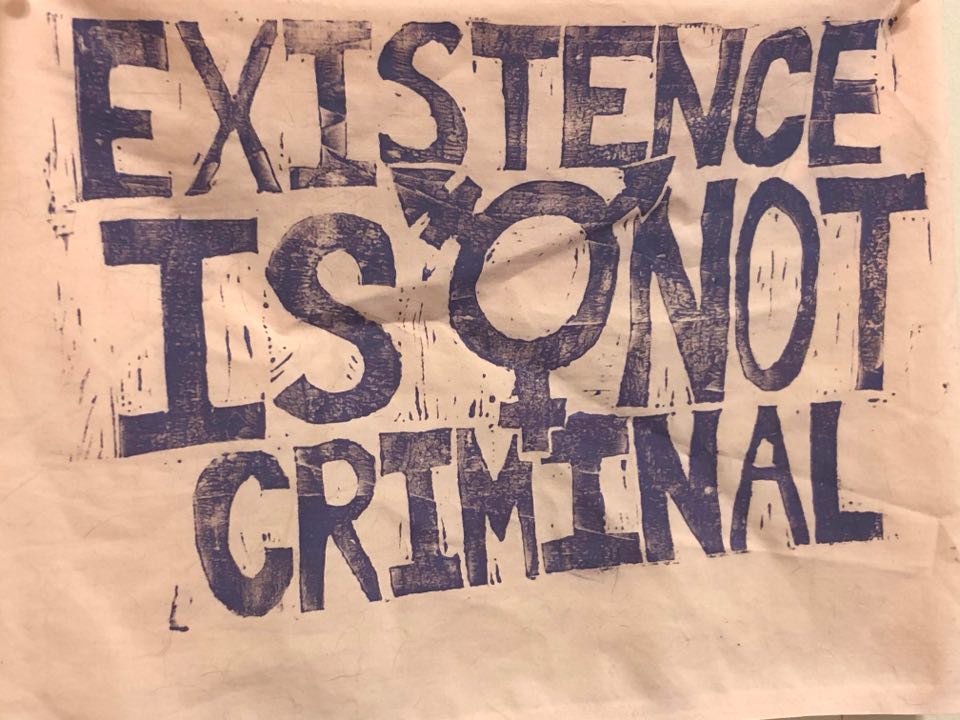 EXISTENCE
IS NOT
CRIMINAL